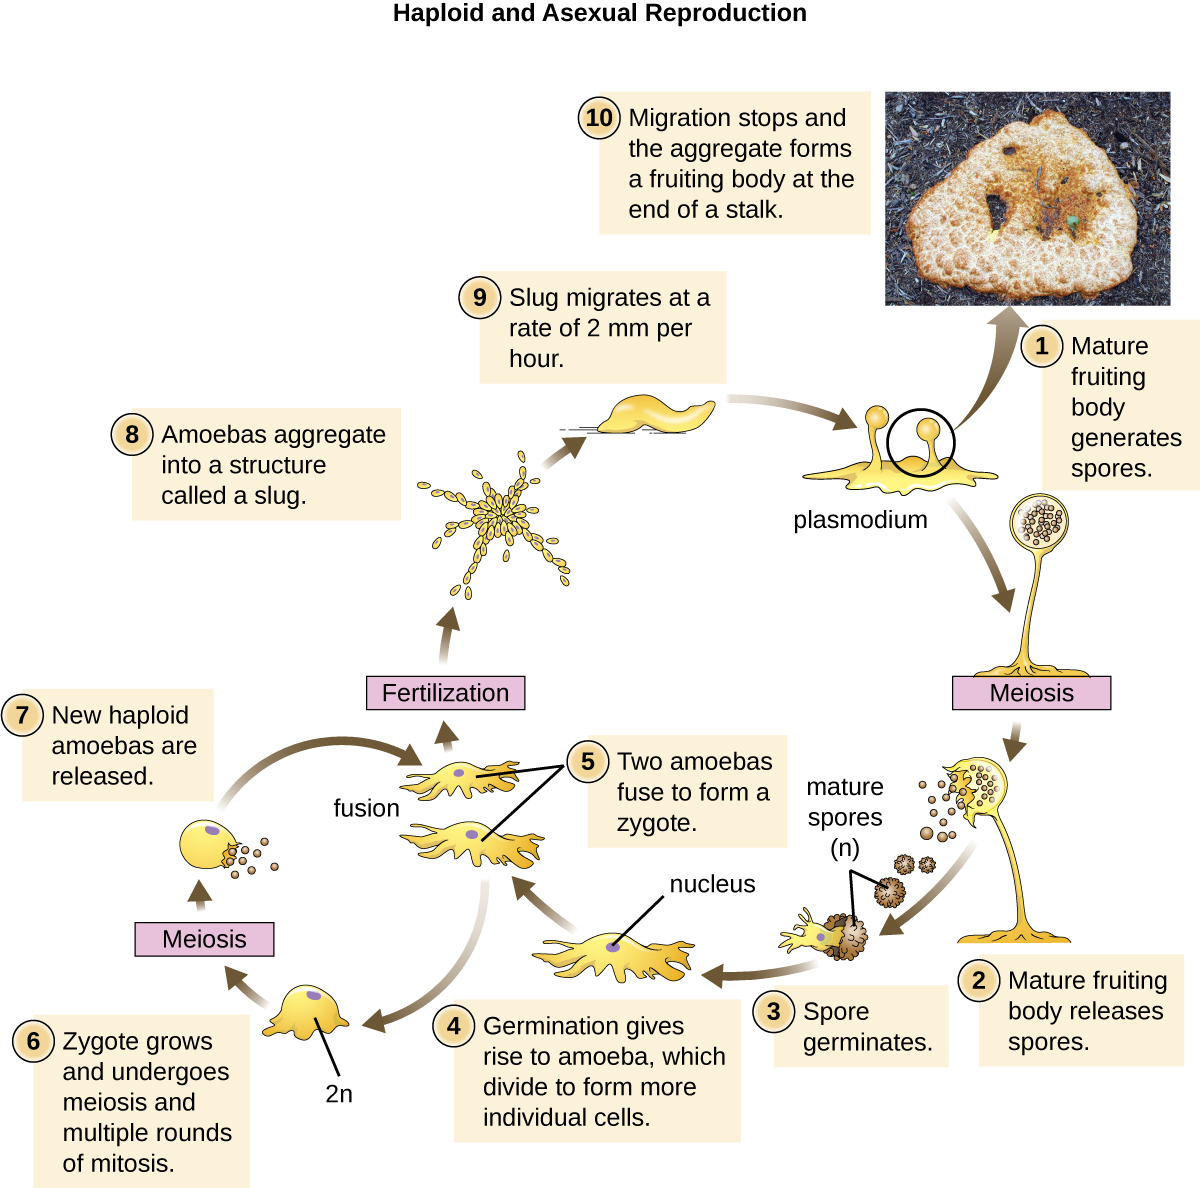 Haploid and Asexual Reproduction
10 Migration stops and
the aggregate forms
a fruiting body at the
end of a stalk.
9 Slug migrates at a
rate of 2 mm per
hour.
1 Mature
fruiting
body
generates
spores.
8 Amoebas aggregate
into a structure
called a slug.
plasmodium
Fertilization
Meiosis
7 New haploid
amoebas are
released.
fusion
5 Two amoebas
fuse to form a
zygote.
mature
spores
(n)
nucleus
Meiosis
2 Mature fruiting
body releases
spores.
3 Spore
germinates.
4 Germination gives
rise to amoeba, which
divide to form more
individual cells.
6 Zygote grows
and undergoes
meiosis and
multiple rounds
of mitosis.
2n